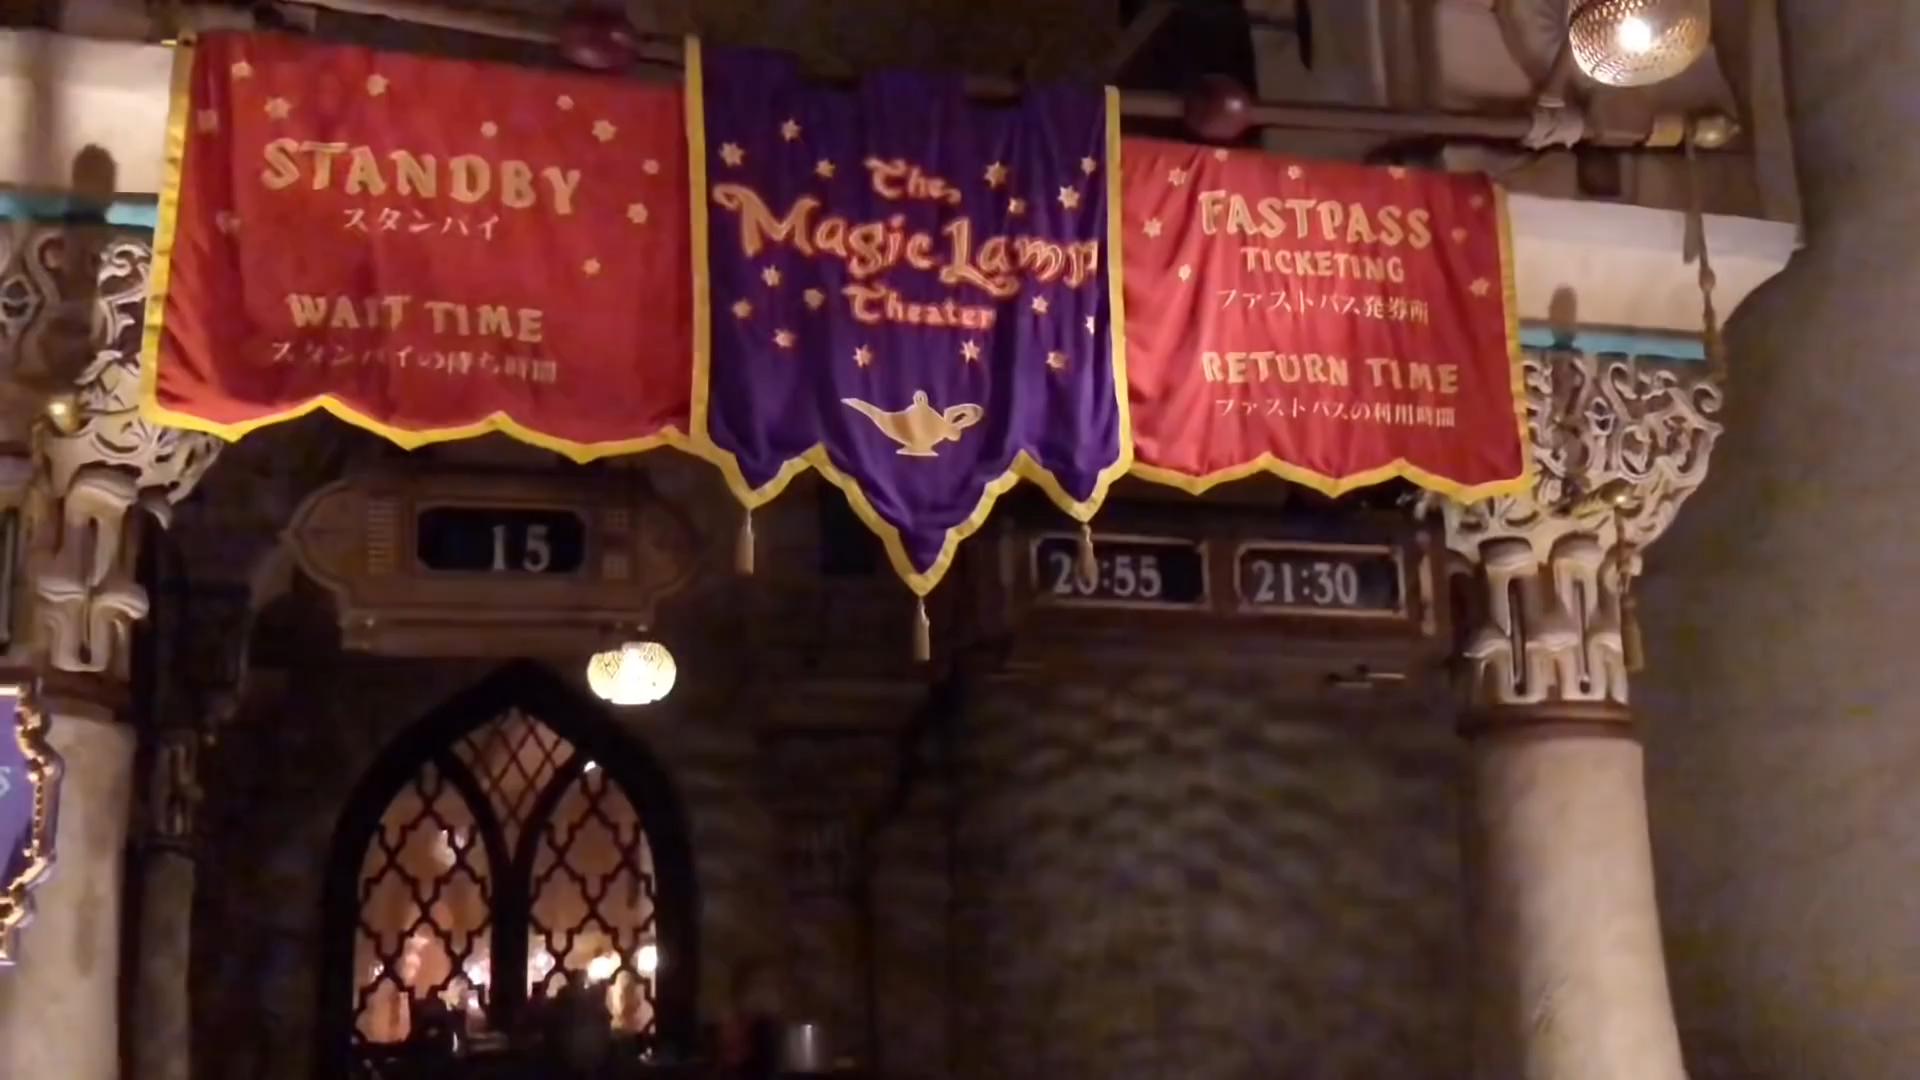 STANDBY
スタンバイ
WAIT TIME
スタンバイの待ち時間
15
The
Magic Lamp
Theater
FASTPASS
TICKETING
ファストパス発券所
RETURN TIME
ファストパスの利用時間
20:55
21:30
S